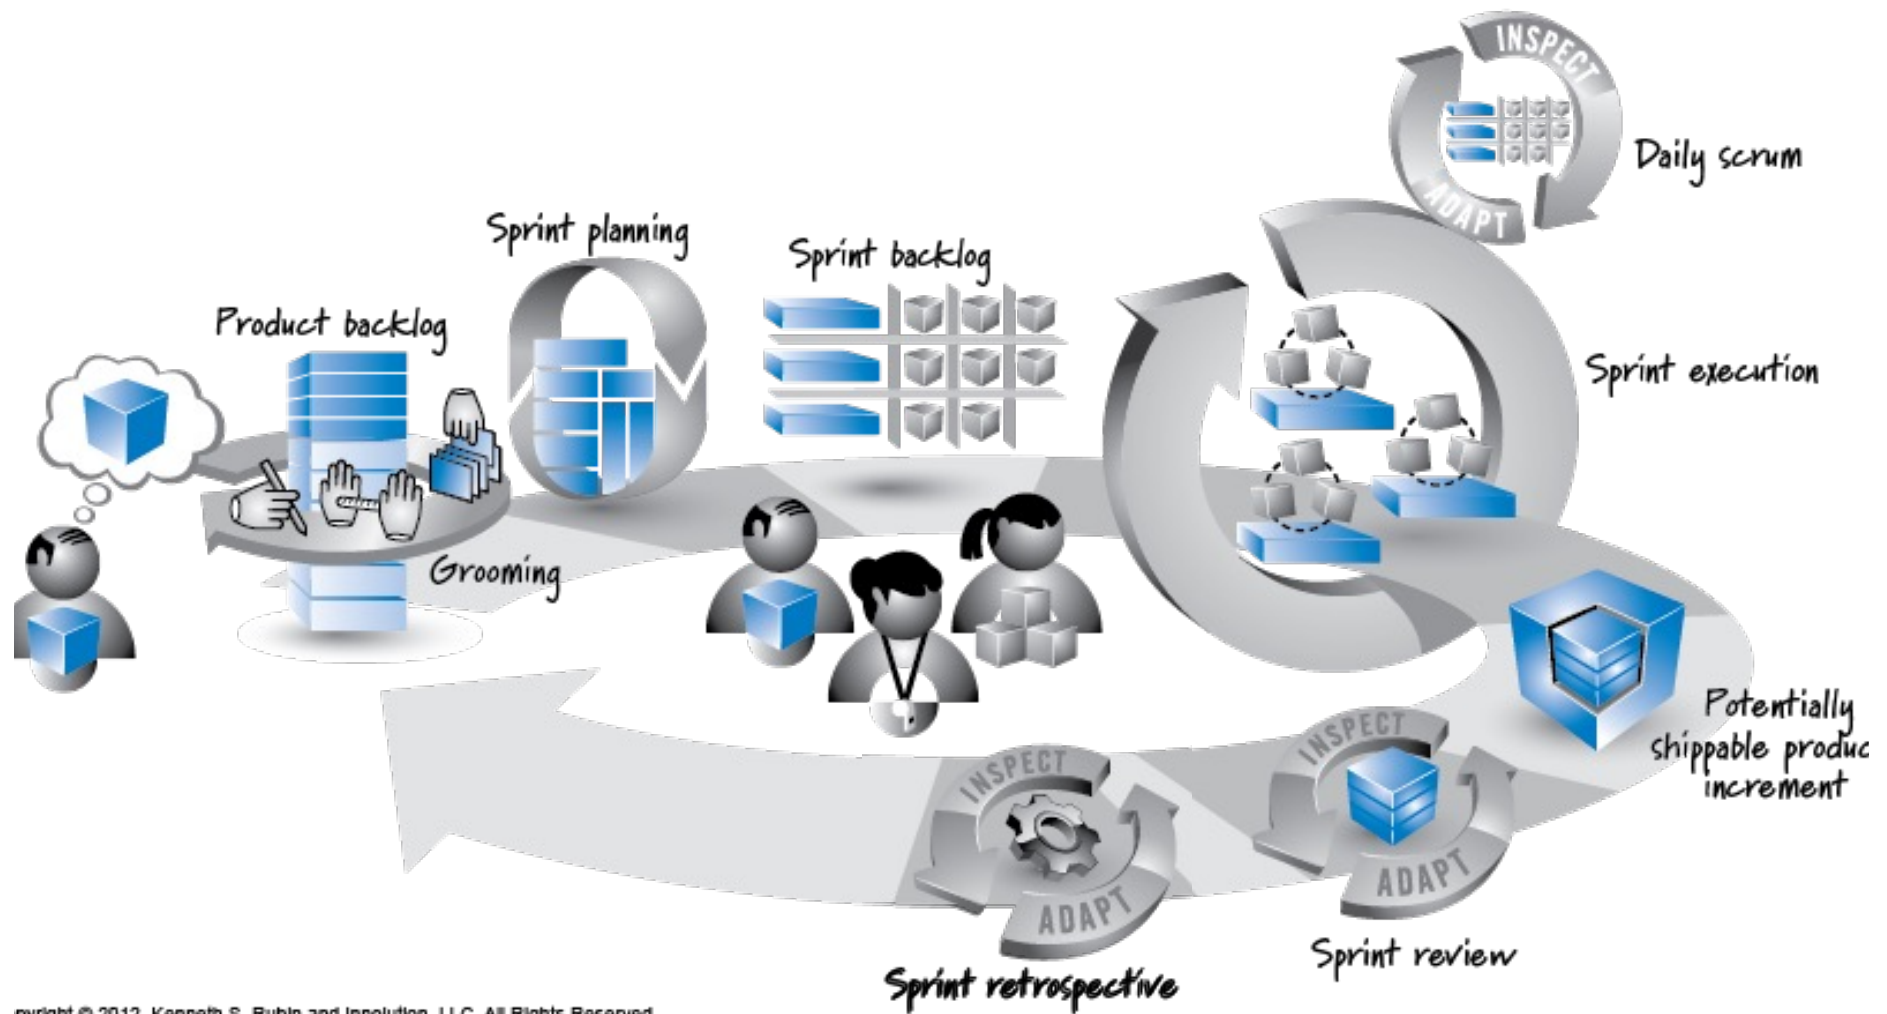 INSPECT
ADAPT
Daily scrum
Sprint planning
Sprint backlog
Product backlog
Sprint execution
Grooming
Potentially
shippable produc
increment
INSPECT
ADAPT
Sprint review
INSPECT
ADAPT
Sprint retrospective
pyright © 2012, Kenneth S. Rubin and Innolution, LLC. All Rights Reserved.